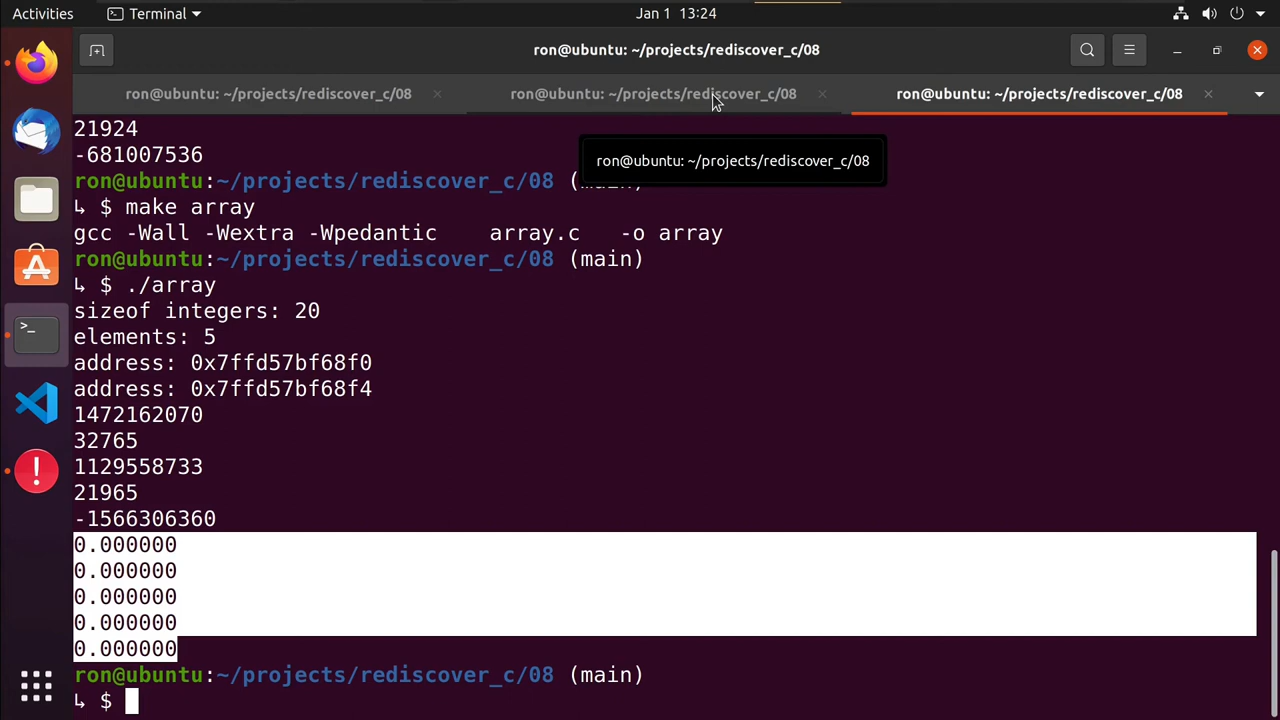 Activities Terminal Jan 1 13:24
ron@ubuntu: ~/projects/rediscover_c/08
ron@ubuntu: ~/projects/rediscover_c/08 ron@ubuntu: ~/projects/rediscover_c/08 ron@ubuntu: ~/projects/rediscover_c/08
21924
-681007536
ron@ubuntu: ~/projects/rediscover_c/08
ron@ubuntu:~/projects/rediscover_c/08 (main)
↳ $ make array
gcc -Wall -Wextra -Wpedantic    array.c   -o array
ron@ubuntu:~/projects/rediscover_c/08 (main)
↳ $ ./array
sizeof integers: 20
elements: 5
address: 0x7ffd57bf68f0
address: 0x7ffd57bf68f4
1472162070
32765
1129558733
21965
-1566306360
0.000000
0.000000
0.000000
0.000000
0.000000
ron@ubuntu:~/projects/rediscover_c/08 (main)
↳ $